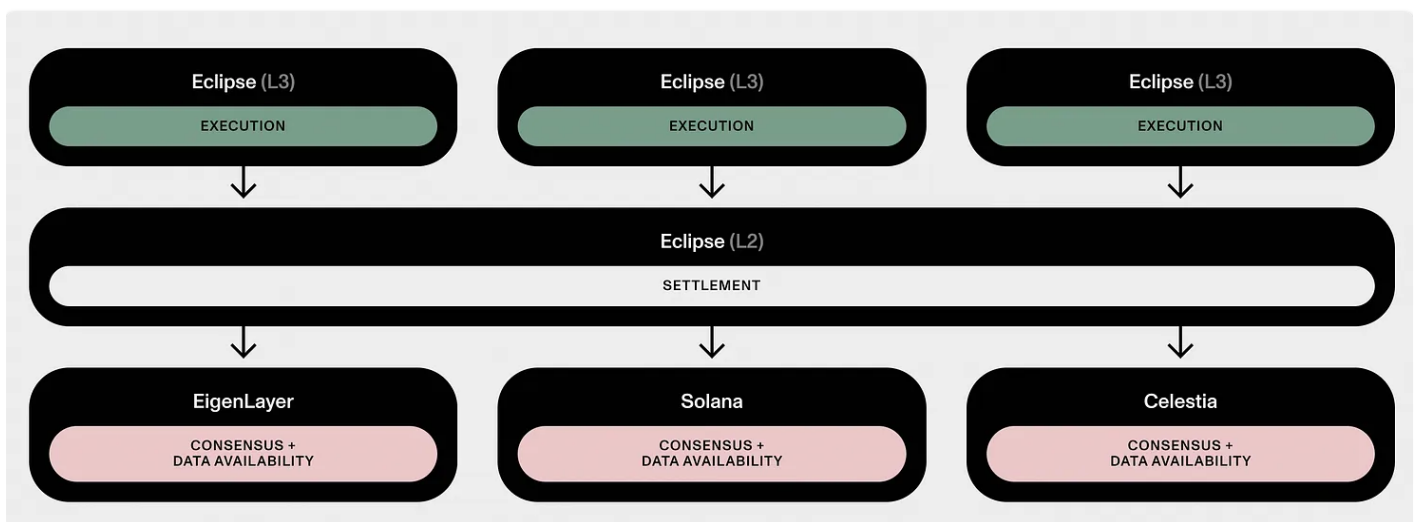 Eclipse (L3)
EXECUTION
Eclipse (L3)
EXECUTION
Eclipse (L3)
EXECUTION
Eclipse (L2)
SETTLEMENT
EigenLayer
CONSENSUS +
DATA AVAILABILITY
Solana
CONSENSUS +
DATA AVAILABILITY
Celestia
CONSENSUS +
DATA AVAILABILITY